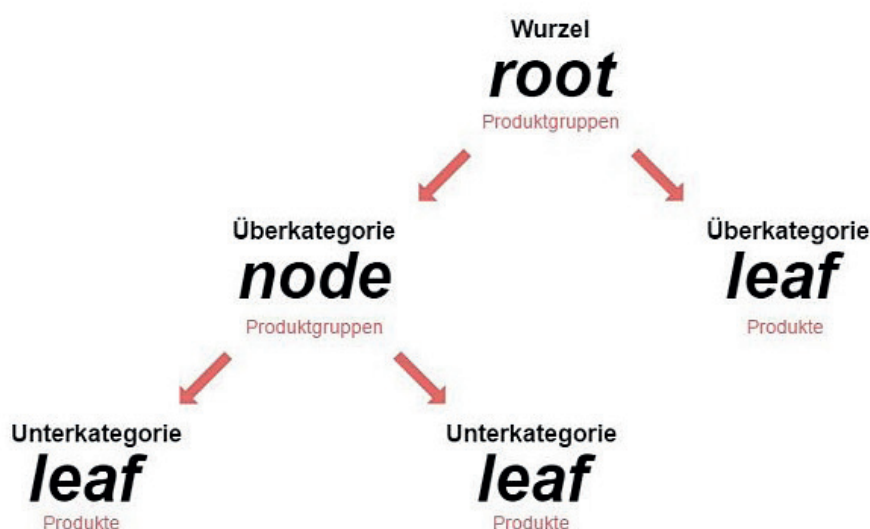 Wurzel
root
Produktgruppen
Überkategorie
node
Produktgruppen
Überkategorie
leaf
Produkte
Unterkategorie
leaf
Produkte
Unterkategorie
leaf
Produkte